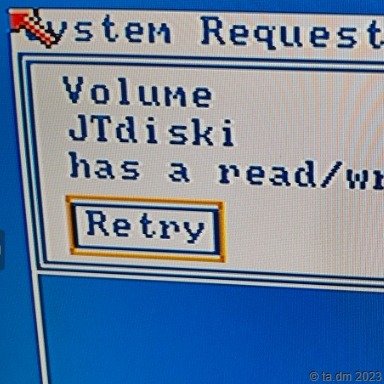 System Request
Volume
JTdiski
has a read/wr
Retry
© ta.dm 2023